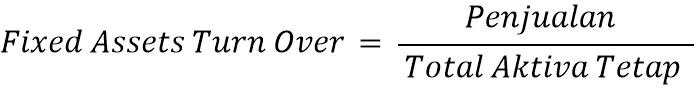 Fixed Assets Turn Over = Penjualan / Total Aktiva Tetap